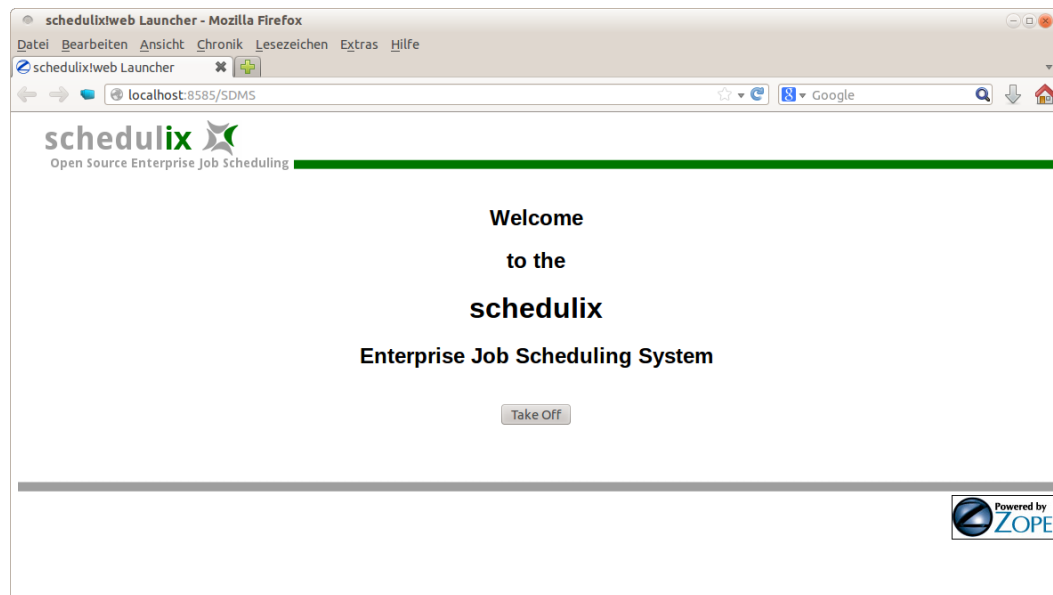 schedulix!web Launcher - Mozilla Firefox
Datei Bearbeiten Ansicht Chronik Lesezeichen Extras Hilfe
schedulix!web Launcher
localhost:8585/SDMS
8 Google
schedulix
Open Source Enterprise Job Scheduling
Welcome
to the
schedulix
Enterprise Job Scheduling System
Take Off
Powered by
ZOPE